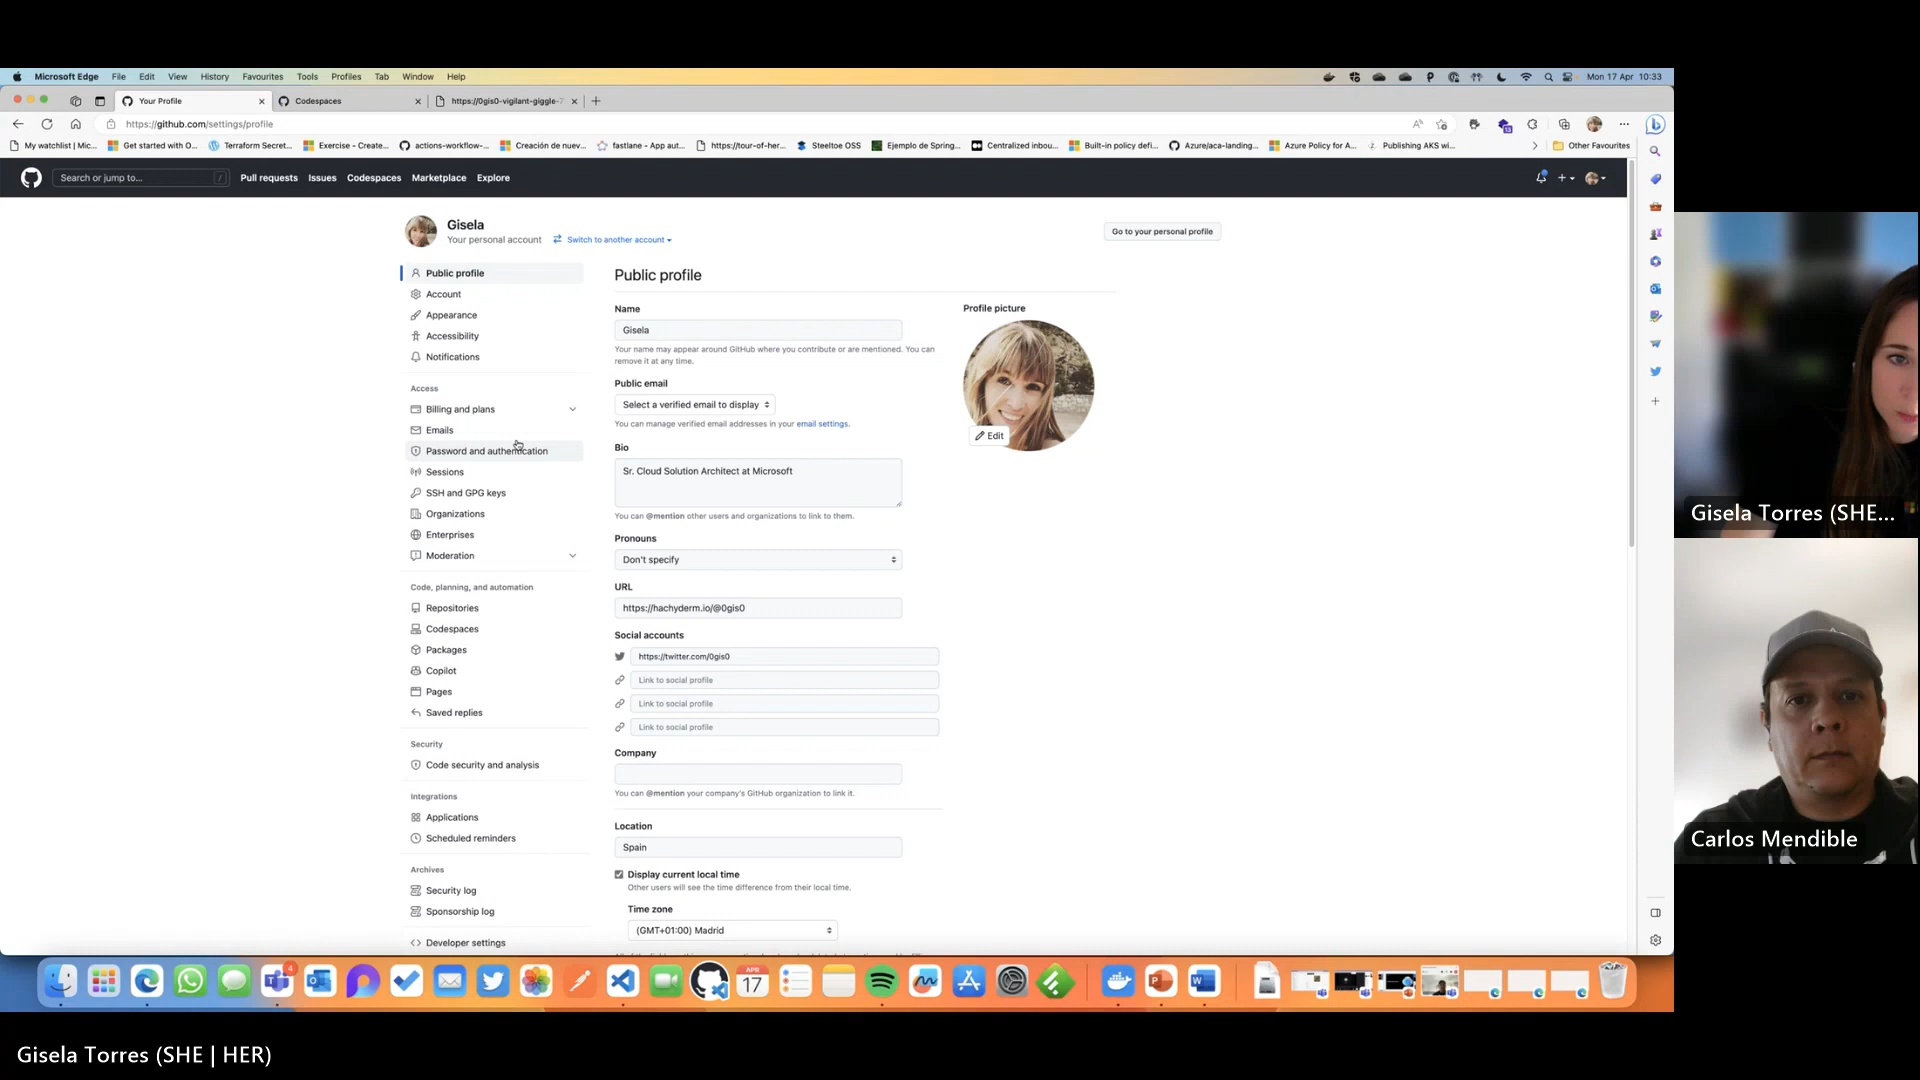 Microsoft Edge File Edit View History Favourites Tools Profiles Tab Window Help
Mon 17 Apr 10:33
Your Profile
Codespaces
https://0gis0-vigilant-giggle-7
https://github.com/settings/profile
My watchlist | Mic...
Get started with O...
Terraform Secret...
Exercise - Create...
actions-workflow-...
Creación de nuev...
fastlane - App aut...
https://tour-of-her...
Steeltoe OSS
Ejemplo de Spring...
Centralized inbou...
Built-in policy defi...
Azure/aca-landing...
Azure Policy for A...
Publishing AKS wi...
Other Favourites
Search or jump to... /
Pull requests
Issues
Codespaces
Marketplace
Explore
Gisela
Your personal account
Switch to another account
Go to your personal profile
Public profile
Account
Appearance
Accessibility
Notifications
Access
Billing and plans
Emails
Password and authentication
Sessions
SSH and GPG keys
Organizations
Enterprises
Moderation
Code, planning, and automation
Repositories
Codespaces
Packages
Copilot
Pages
Saved replies
Security
Code security and analysis
Integrations
Applications
Scheduled reminders
Archives
Security log
Sponsorship log
Developer settings
Public profile
Name
Gisela
Your name may appear around GitHub where you contribute or are mentioned. You can
remove it at any time.
Public email
Select a verified email to display
You can manage verified email addresses in your email settings.
Bio
Sr. Cloud Solution Architect at Microsoft
You can @mention other users and organizations to link to them.
Pronouns
Don't specify
URL
https://hachyderm.io/@0gis0
Social accounts
https://twitter.com/0gis0
Link to social profile
Link to social profile
Link to social profile
Company
You can @mention your company's GitHub organization to link it.
Location
Spain
Display current local time
Other users will see the time difference from their local time.
Time zone
(GMT+01:00) Madrid
Profile picture
Edit
4
APR
17
Gisela Torres (SHE...
Carlos Mendible
Gisela Torres (SHE | HER)